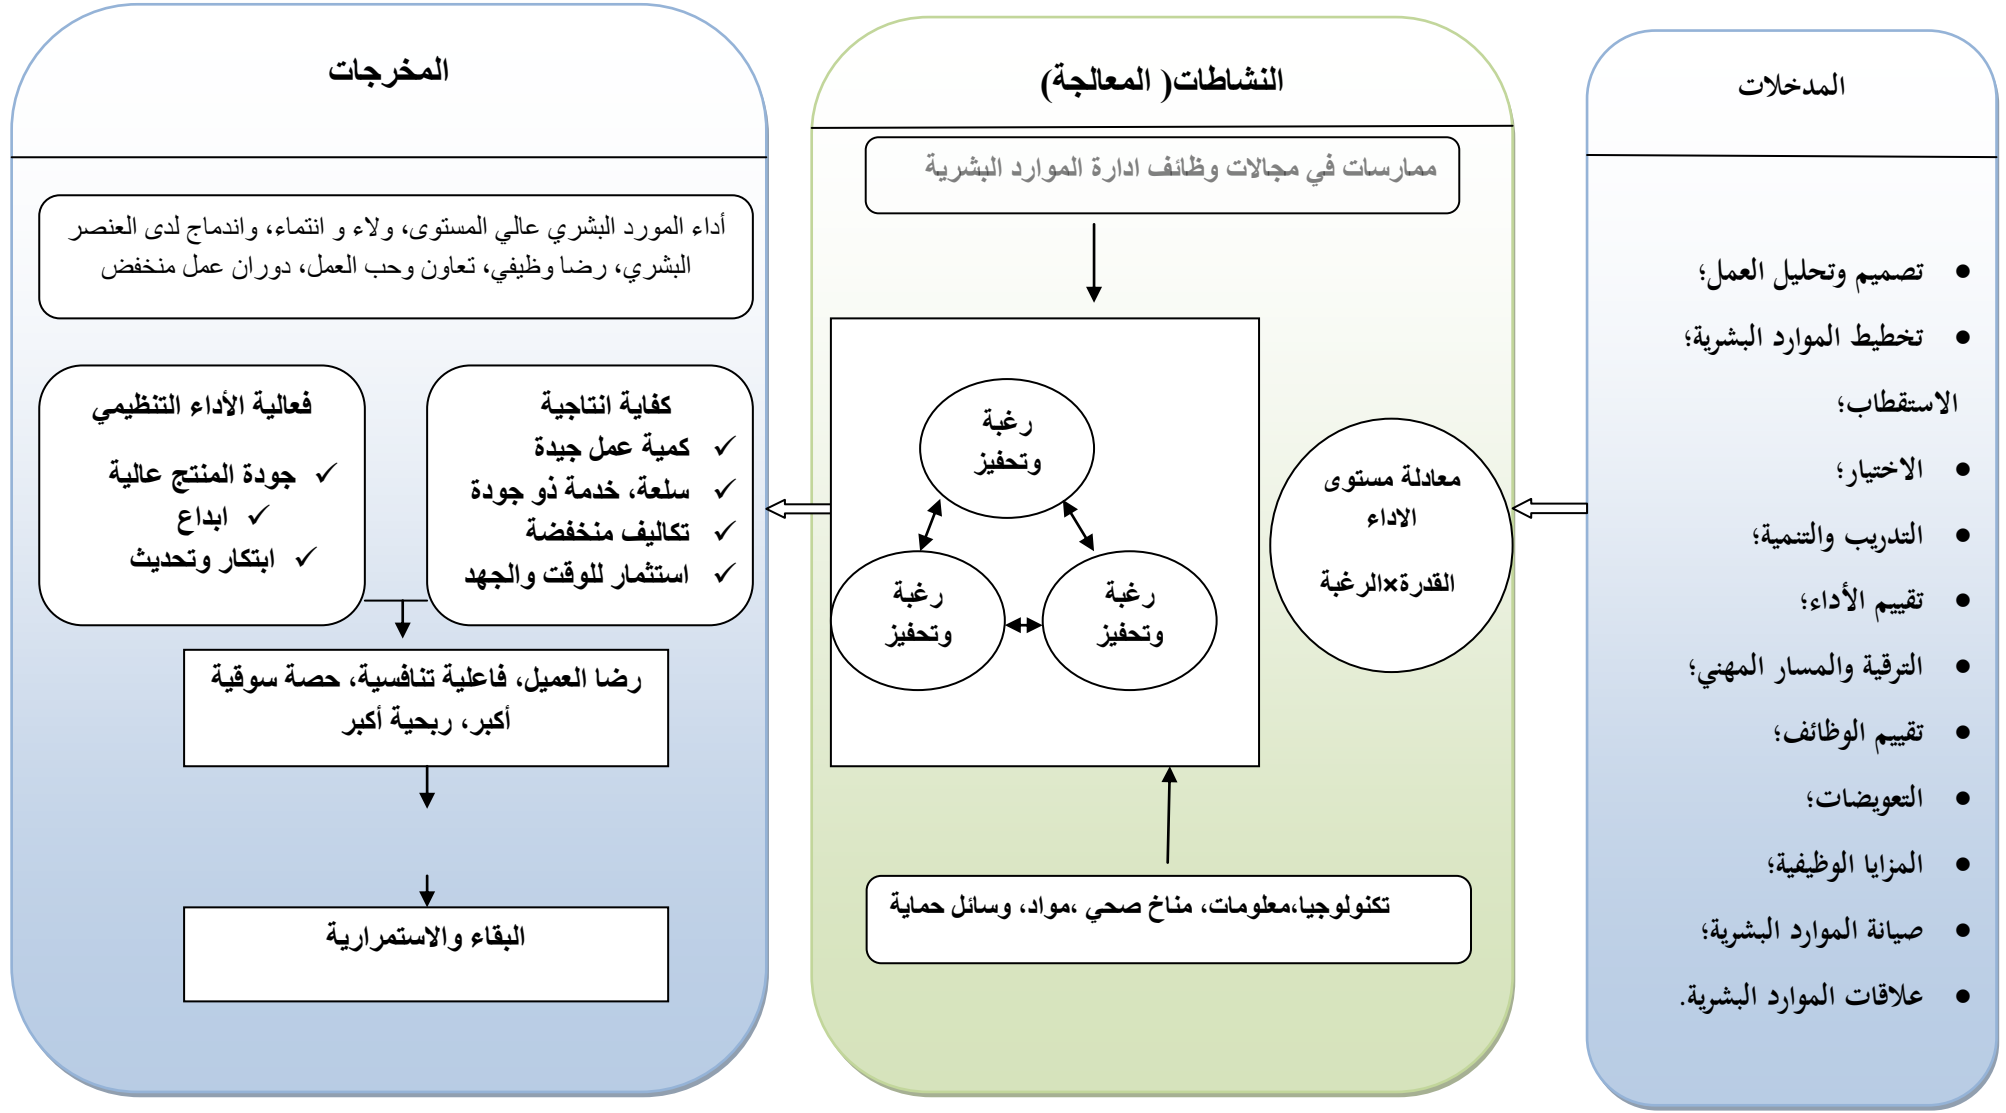 المدخلات
تصميم وتحليل العمل؛
تخطيط الموارد البشرية؛
الاستقطاب؛
الاختيار؛
التدريب والتنمية؛
تقييم الأداء؛
الترقية والمسار المهني؛
تقييم الوظائف؛
التعويضات؛
المزايا الوظيفية؛
صيانة الموارد البشرية؛
علاقات الموارد البشرية.
النشاطات( المعالجة)
ممارسات في مجالات وظائف ادارة الموارد البشرية
معادلة مستوى
الاداء
القدرة×الرغبة
رغبة
وتحفيز
رغبة
وتحفيز
رغبة
وتحفيز
تكنولوجيا،معلومات، مناخ صحي ،مواد، وسائل حماية
المخرجات
أداء المورد البشري عالي المستوى، ولاء و انتماء، واندماج لدى العنصر
البشري، رضا وظيفي، تعاون وحب العمل، دوران عمل منخفض
كفاية انتاجية
✓ كمية عمل جيدة
✓ سلعة، خدمة ذو جودة
✓ تكاليف منخفضة
✓ استثمار للوقت والجهد
فعالية الأداء التنظيمي
✓ جودة المنتج عالية
✓ ابداع
✓ ابتكار وتحديث
رضا العميل، فاعلية تنافسية، حصة سوقية
أكبر، ربحية أكبر
البقاء والاستمرارية